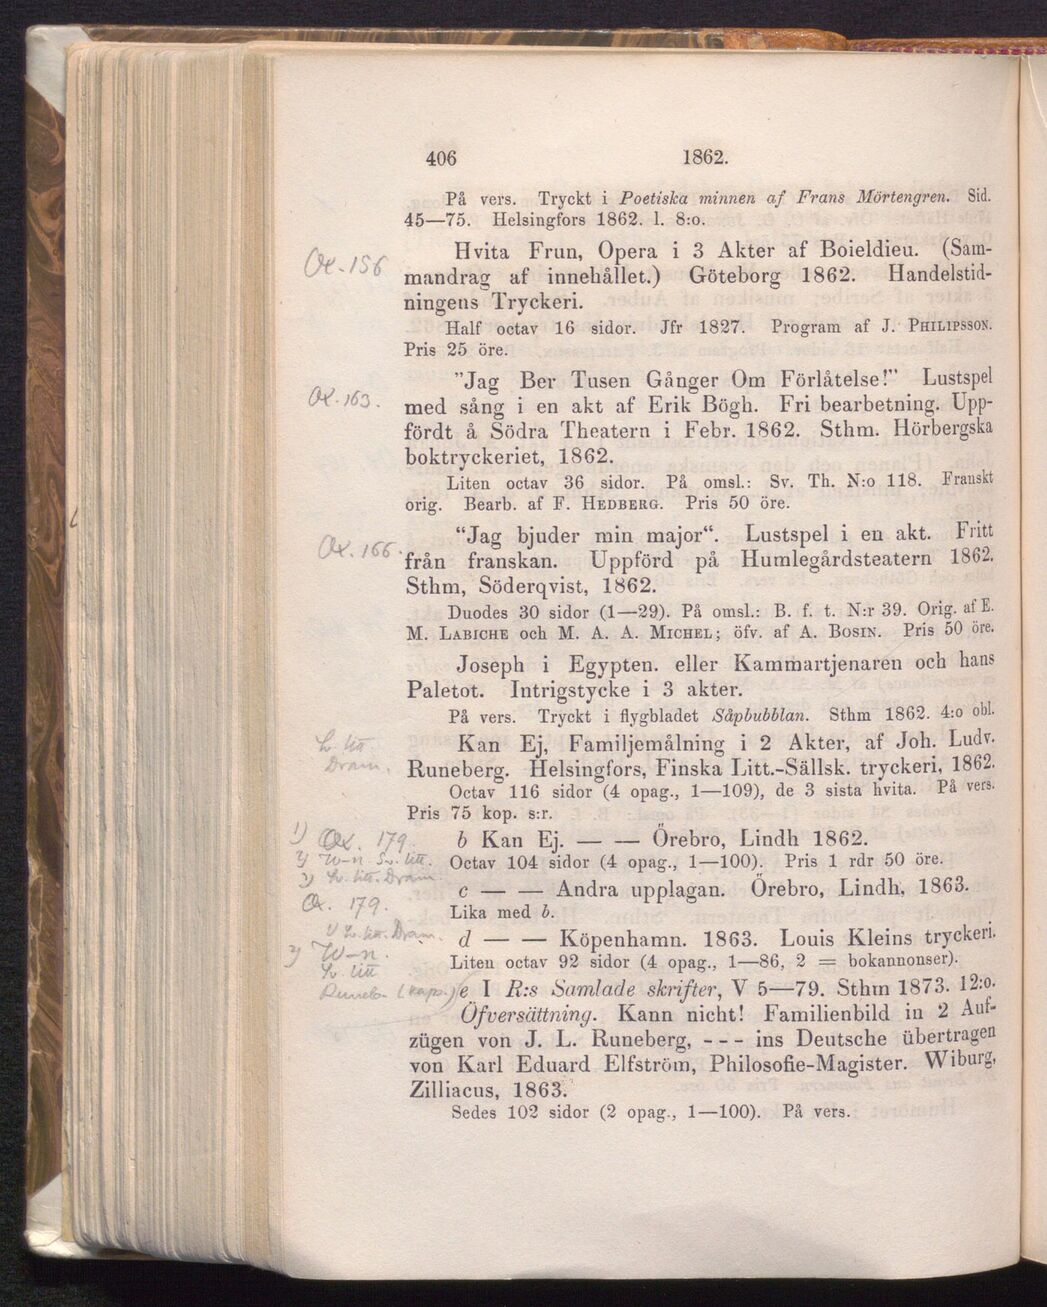 406 1862.
På vers. Tryckt i Poetiska minnen af Frans Mörtengren. Sid.
45—75. Helsingfors 1862. l. 8:o.
Ox. 156
Hvita Frun, Opera i 3 Akter af Boieldieu. (Sam-
mandrag af innehållet.) Göteborg 1862. Handelstid-
ningens Tryckeri.
Half octav 16 sidor. Jfr 1827. Program af J. PHILIPSSON.
Pris 25 öre.
Ox. 163.
”Jag Ber Tusen Gånger Om Förlåtelse!” Lustspel
med sång i en akt af Erik Bögh. Fri bearbetning. Upp-
fördt å Södra Theatern i Febr. 1862. Sthm. Hörbergska
boktryckeriet, 1862.
Liten octav 36 sidor. På omsl.: Sv. Th. N:o 118. Franskt
orig. Bearb. af F. HEDBERG. Pris 50 öre.
Ox. 166.
“Jag bjuder min major“. Lustspel i en akt. Fritt
från franskan. Uppförd på Humlegårdsteatern 1862.
Sthm, Söderqvist, 1862.
Duodes 30 sidor (1—29). På omsl.: B. f. t. N:r 39. Orig. af E.
M. LABICHE och M. A. A. MICHEL; öfv. af A. BOSIN. Pris 50 öre.
Joseph i Egypten. eller Kammartjenaren och hans
Paletot. Intrigstycke i 3 akter.
På vers. Tryckt i flygbladet Såpbubblan. Sthm 1862. 4:o obl.
Kan Ej, Familjemålning i 2 Akter, af Joh. Ludv.
Runeberg. Helsingfors, Finska Litt.-Sällsk. tryckeri, 1862.
Octav 116 sidor (4 opag., 1—109), de 3 sista hvita. På vers.
Pris 75 kop. s:r.
1) Ox. 179
b Kan Ej. — — Örebro, Lindh 1862.
Octav 104 sidor (4 opag., 1—100). Pris 1 rdr 50 öre.
c — — Andra upplagan. Örebro, Lindh, 1863.
Ox. 179.
Lika med b.
d — — Köpenhamn. 1863. Louis Kleins tryckeri.
Liten octav 92 sidor (4 opag., 1—86, 2 = bokannonser).
e I R:s Samlade skrifter, V 5—79. Sthm 1873. 12:o.
Öfversättning. Kann nicht! Familienbild in 2 Auf-
zügen von J. L. Runeberg, - - - ins Deutsche übertragen
von Karl Eduard Elfström, Philosofie-Magister. Wiburg,
Zilliacus, 1863.
Sedes 102 sidor (2 opag., 1—100). På vers.